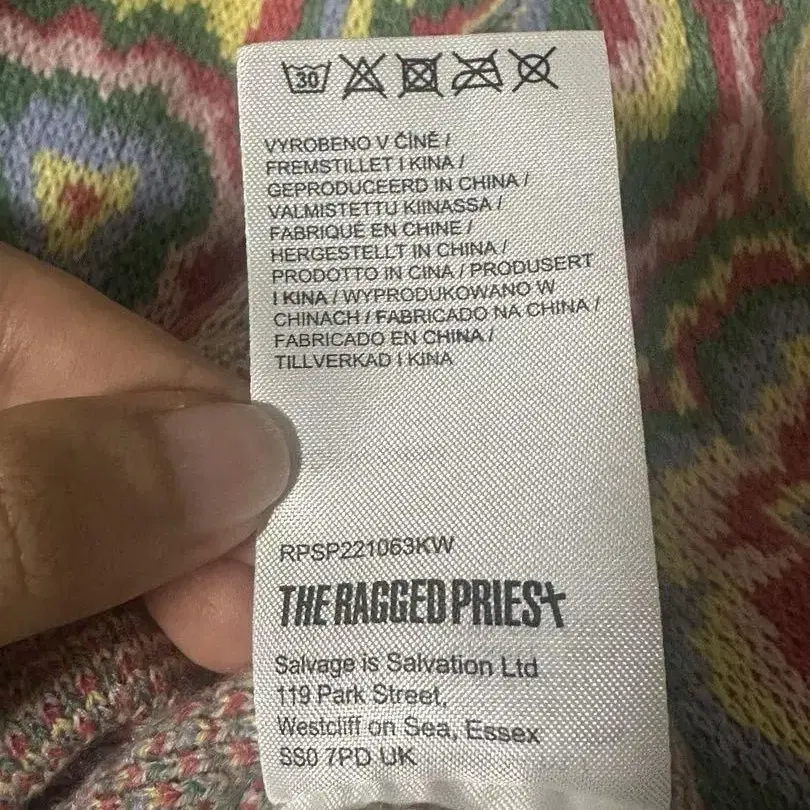 30
VYROBENO V ČÍNĚ /
FREMSTILLET I KINA /
GEPRODUCEERD IN CHINA /
VALMISTETTU KIINASSA /
FABRIQUÉ EN CHINE /
HERGESTELLT IN CHINA /
PRODOTTO IN CINA / PRODUSERT
I KINA / WYPRODUKOWANO W
CHINACH / FABRICADO NA CHINA /
FABRICADO EN CHINA /
TILLVERKAD I KINA
RPSP221063KW
THE RAGGED PRIEST
Salvage is Salvation Ltd
119 Park Street,
Westcliff on Sea, Essex
SS0 7PD UK